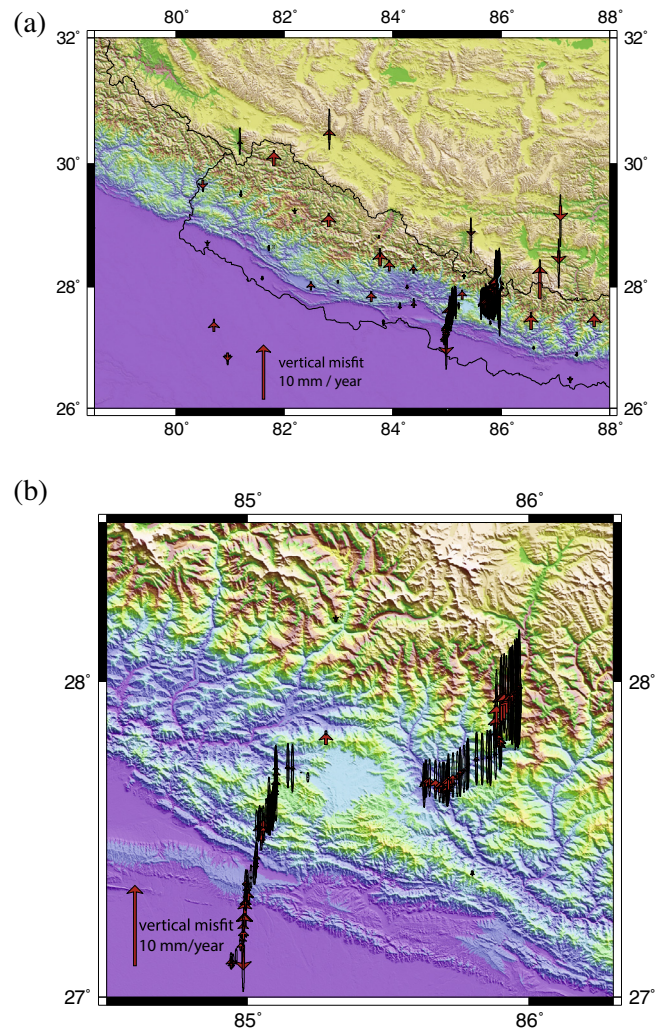 (a)
80˚ 82˚ 84˚ 86˚ 88˚
32˚ 32˚
30˚ 30˚
28˚ 28˚
vertical misfit
10 mm / year
26˚ 26˚
80˚ 82˚ 84˚ 86˚ 88˚
(b)
85˚ 86˚
28˚ 28˚
vertical misfit
10 mm/year
27˚ 27˚
85˚ 86˚